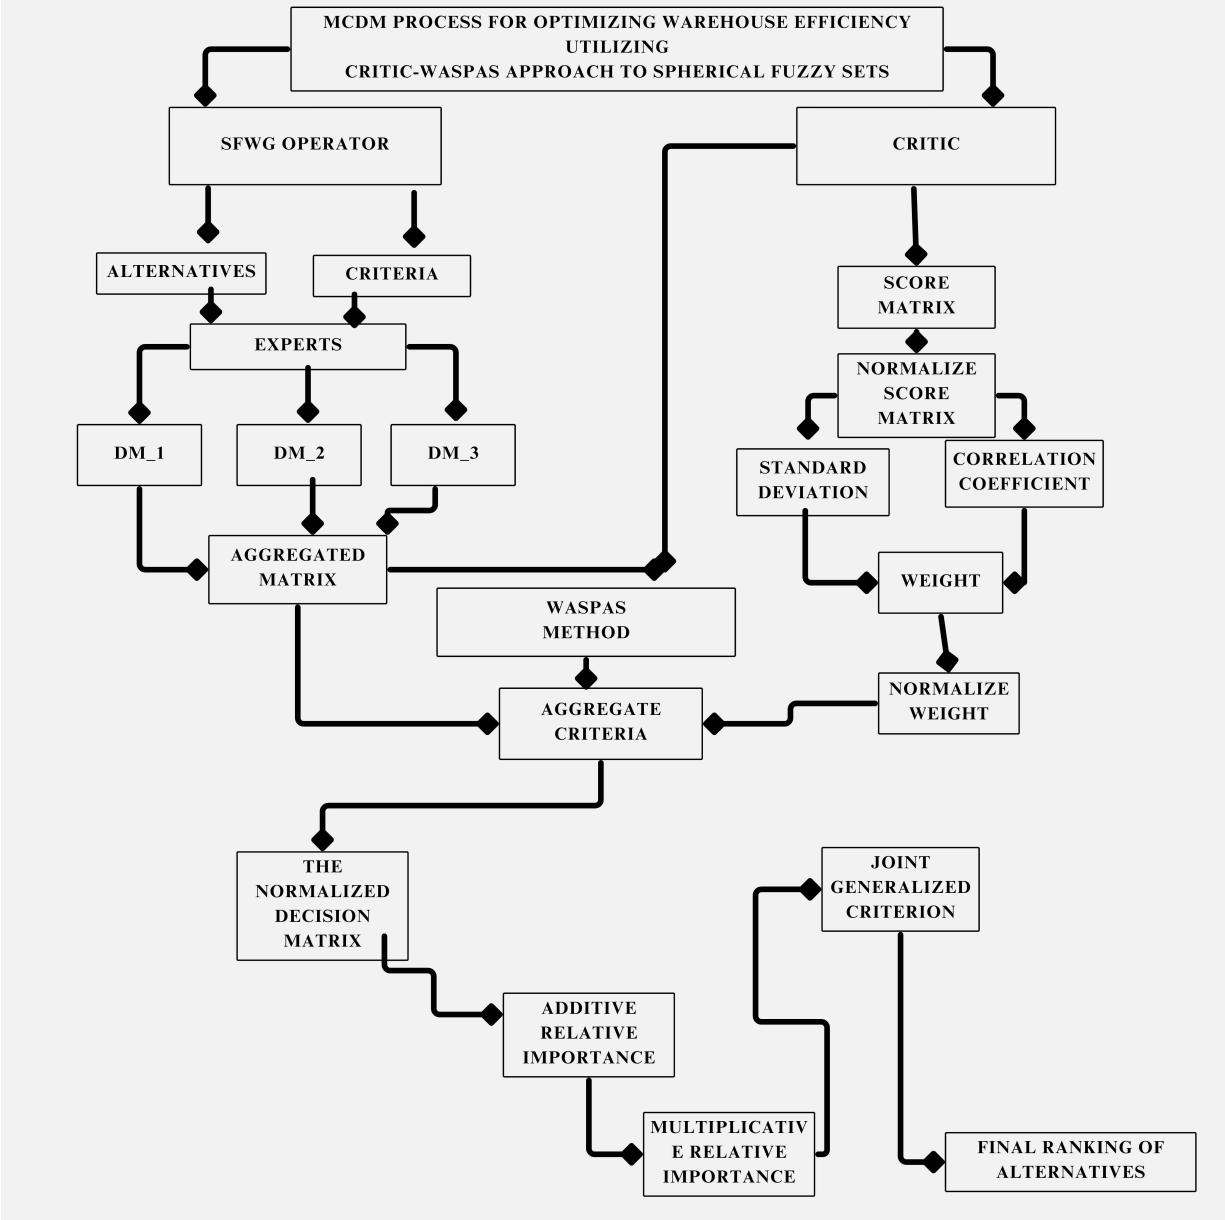 MCDM PROCESS FOR OPTIMIZING WAREHOUSE EFFICIENCY
UTILIZING
CRITIC-WASPAS APPROACH TO SPHERICAL FUZZY SETS
SFWG OPERATOR
CRITIC
ALTERNATIVES
CRITERIA
SCORE
MATRIX
EXPERTS
NORMALIZE
SCORE
MATRIX
DM_1
DM_2
DM_3
STANDARD
DEVIATION
CORRELATION
COEFFICIENT
AGGREGATED
MATRIX
WEIGHT
WASPAS
METHOD
AGGREGATE
CRITERIA
NORMALIZE
WEIGHT
THE
NORMALIZED
DECISION
MATRIX
JOINT
GENERALIZED
CRITERION
ADDITIVE
RELATIVE
IMPORTANCE
MULTIPLICATIV
E RELATIVE
IMPORTANCE
FINAL RANKING OF
ALTERNATIVES